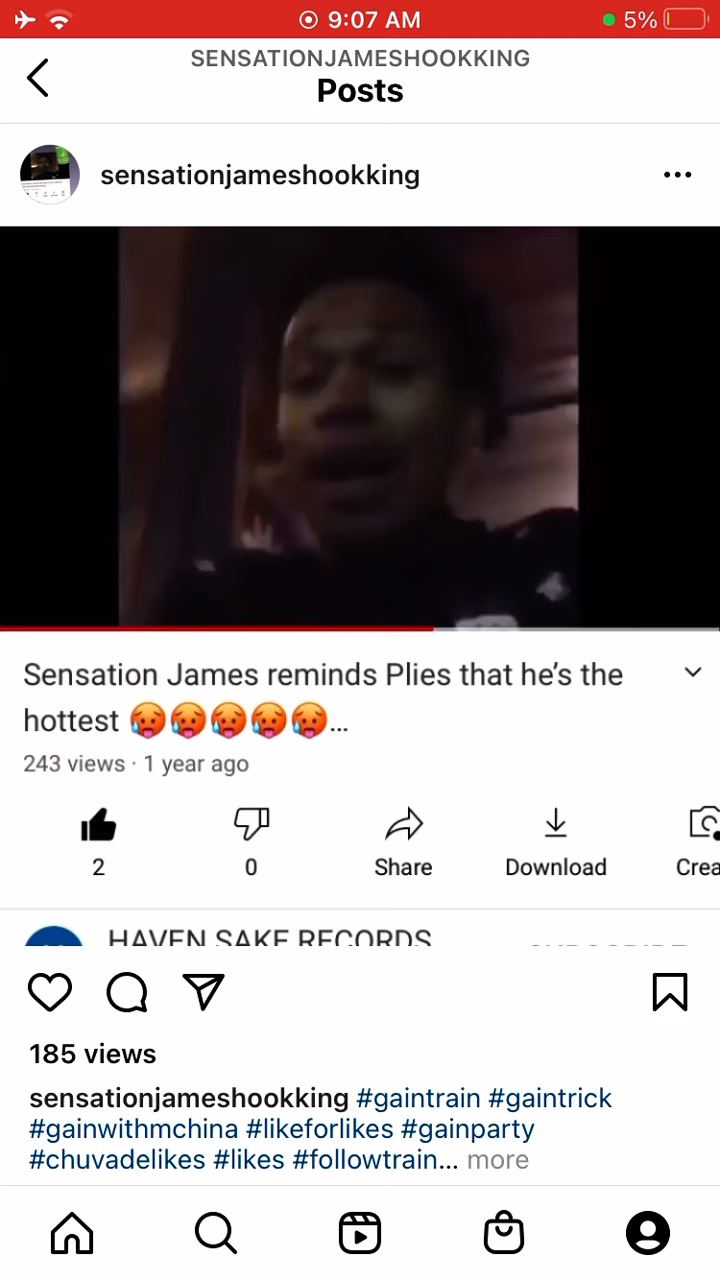 9:07 AM
5%
SENSATIONJAMESHOOKKING
Posts
sensationjameshookking
Sensation James reminds Plies that he's the
hottest 🥵🥵🥵🥵🥵...
243 views · 1 year ago
2
0
Share
Download
Crea
HAVEN SAKE RECORDS
185 views
sensationjameshookking #gaintrain #gaintrick
#gainwithmchina #likeforlikes #gainparty
#chuvadelikes #likes #followtrain... more